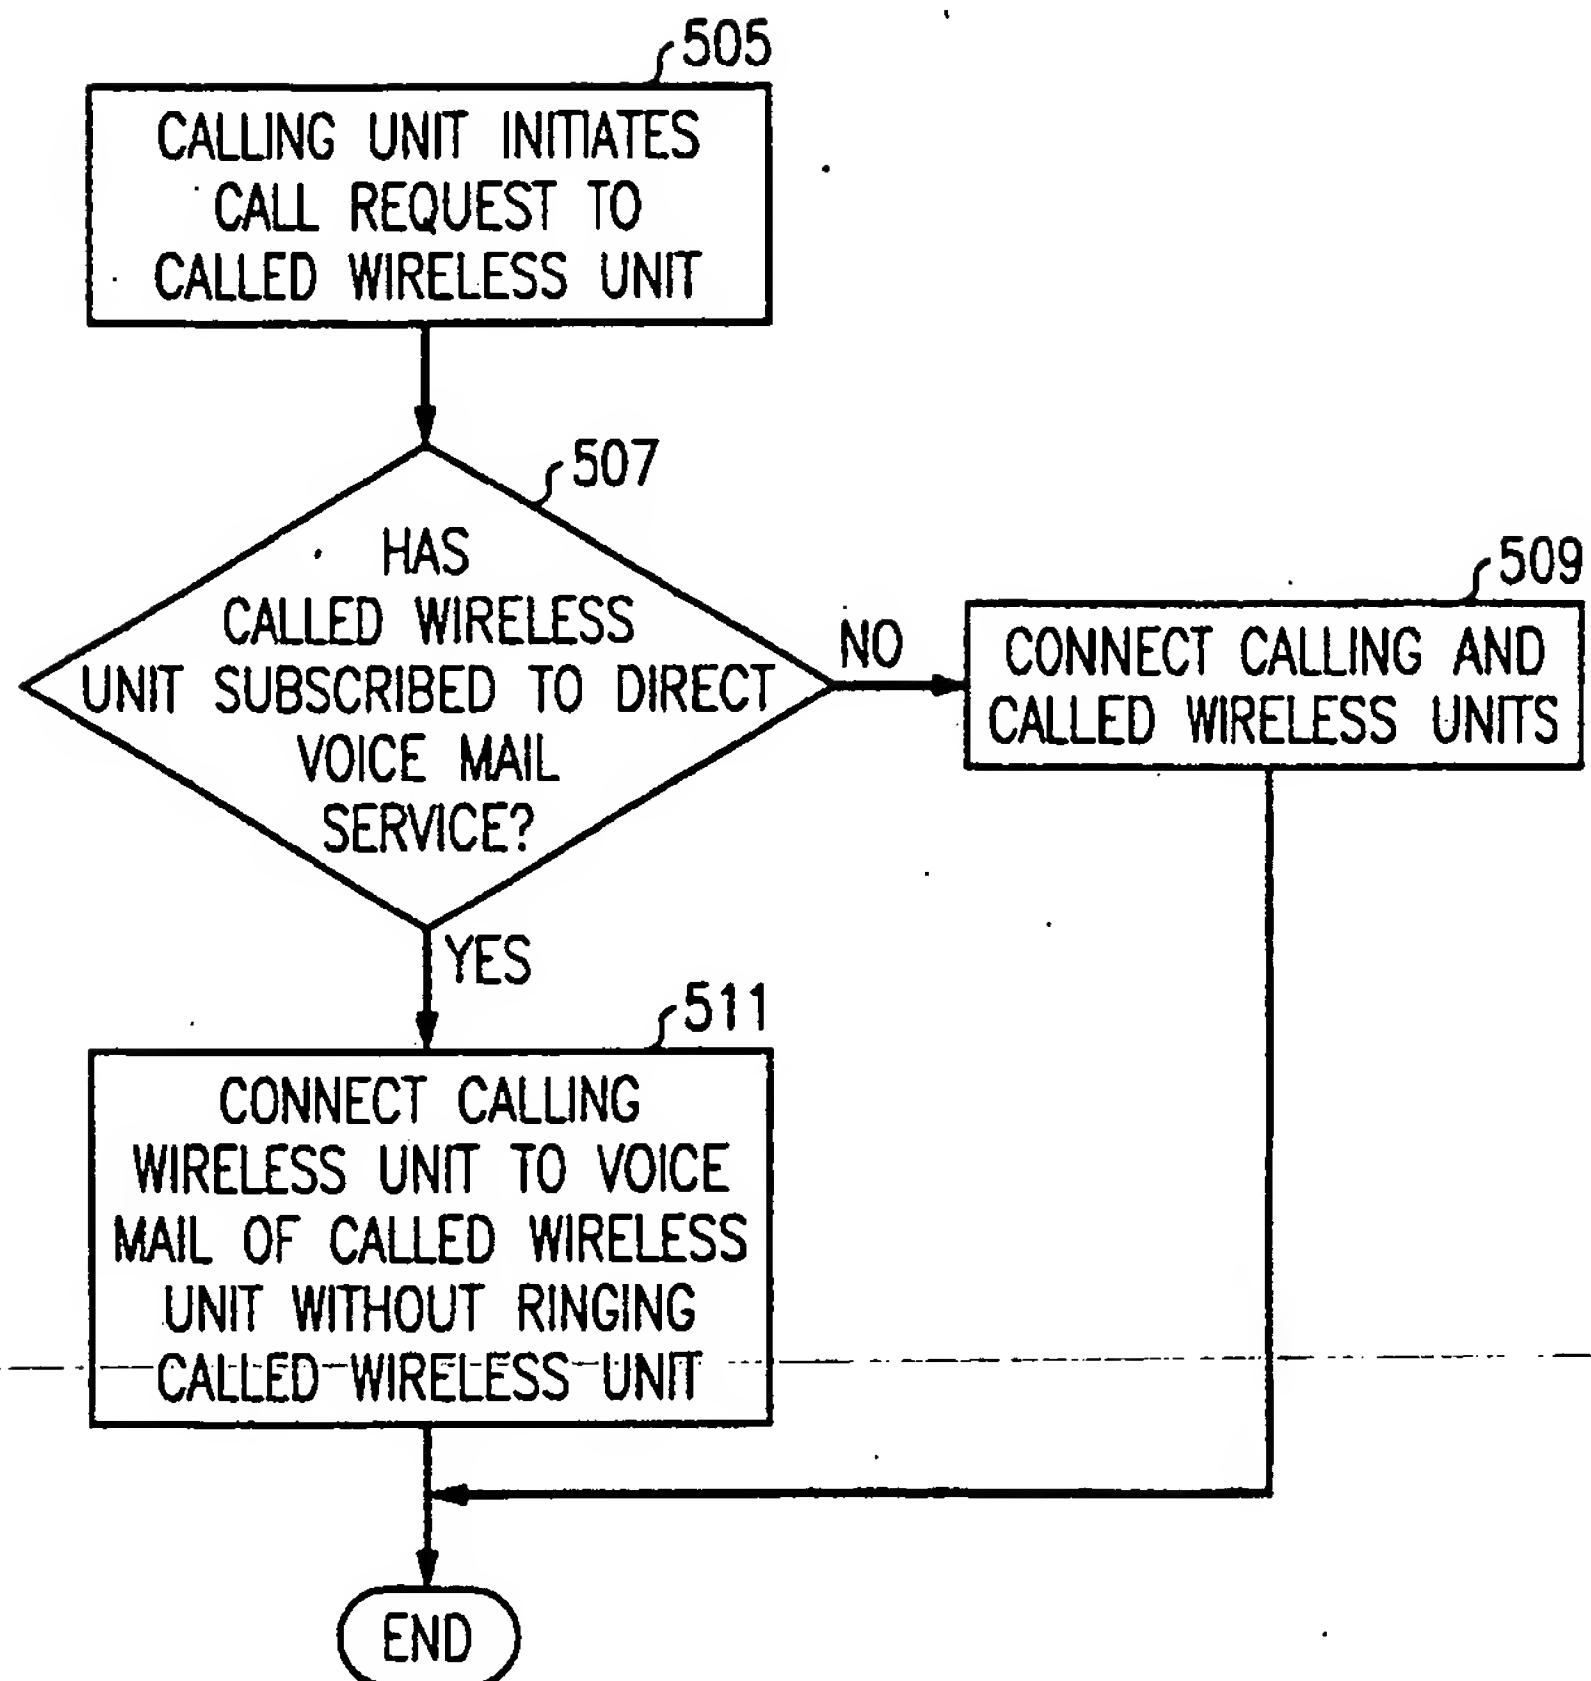 505
CALLING UNIT INITIATES
CALL REQUEST TO
CALLED WIRELESS UNIT
507
HAS
CALLED WIRELESS
UNIT SUBSCRIBED TO DIRECT
VOICE MAIL
SERVICE?
NO
509
CONNECT CALLING AND
CALLED WIRELESS UNITS
YES
511
CONNECT CALLING
WIRELESS UNIT TO VOICE
MAIL OF CALLED WIRELESS
UNIT WITHOUT RINGING
CALLED WIRELESS UNIT
END